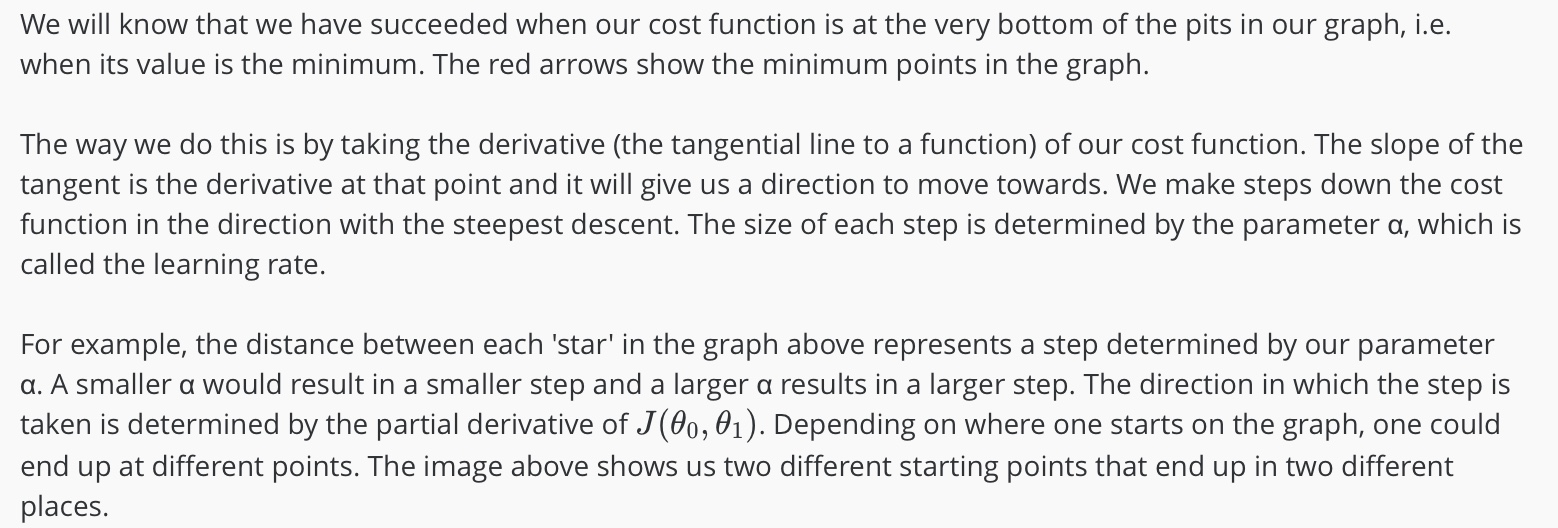 We will know that we have succeeded when our cost function is at the very bottom of the pits in our graph, i.e.
when its value is the minimum. The red arrows show the minimum points in the graph.
The way we do this is by taking the derivative (the tangential line to a function) of our cost function. The slope of the
tangent is the derivative at that point and it will give us a direction to move towards. We make steps down the cost
function in the direction with the steepest descent. The size of each step is determined by the parameter α, which is
called the learning rate.
For example, the distance between each 'star' in the graph above represents a step determined by our parameter
α. A smaller α would result in a smaller step and a larger α results in a larger step. The direction in which the step is
taken is determined by the partial derivative of J(θ₀, θ₁). Depending on where one starts on the graph, one could
end up at different points. The image above shows us two different starting points that end up in two different
places.